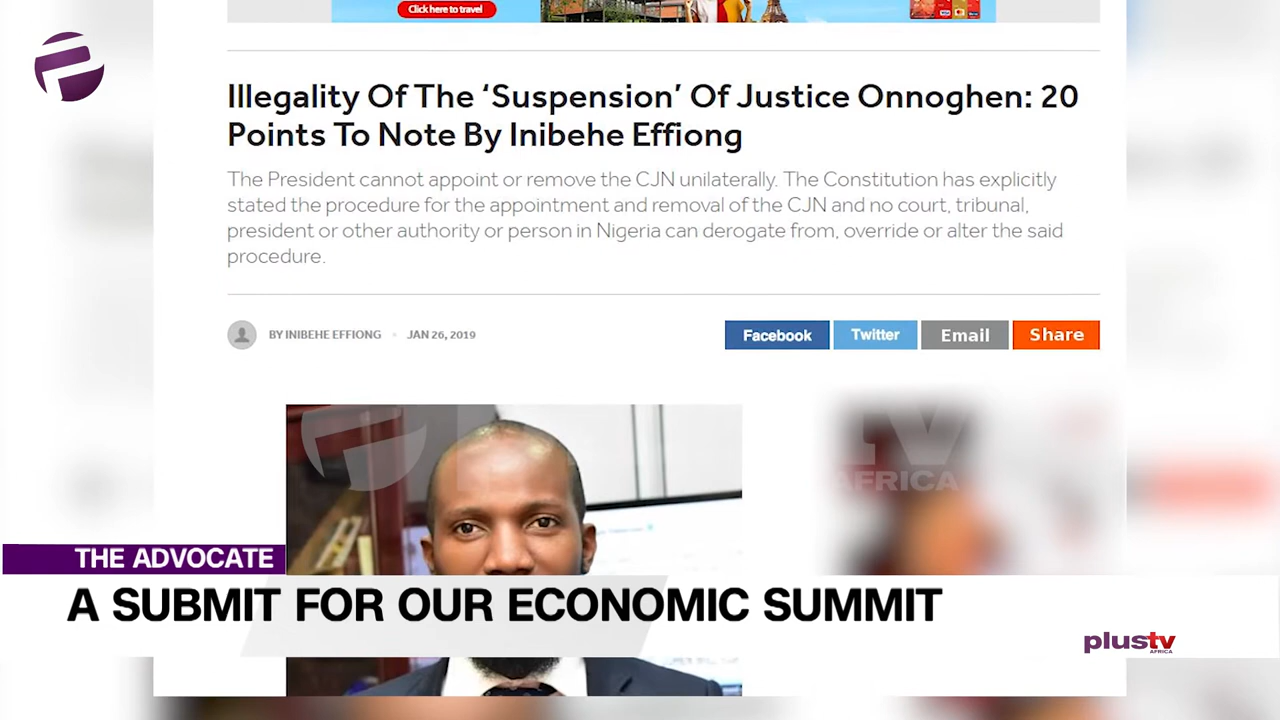 Click here to travel
Illegality Of The ‘Suspension’ Of Justice Onnoghen: 20
Points To Note By Inibehe Effiong
The President cannot appoint or remove the CJN unilaterally. The Constitution has explicitly
stated the procedure for the appointment and removal of the CJN and no court, tribunal,
president or other authority or person in Nigeria can derogate from, override or alter the said
procedure.
BY INIBEHE EFFIONG • JAN 26, 2019
Facebook Twitter Email Share
tv
AFRICA
THE ADVOCATE
A SUBMIT FOR OUR ECONOMIC SUMMIT
plustv
AFRICA